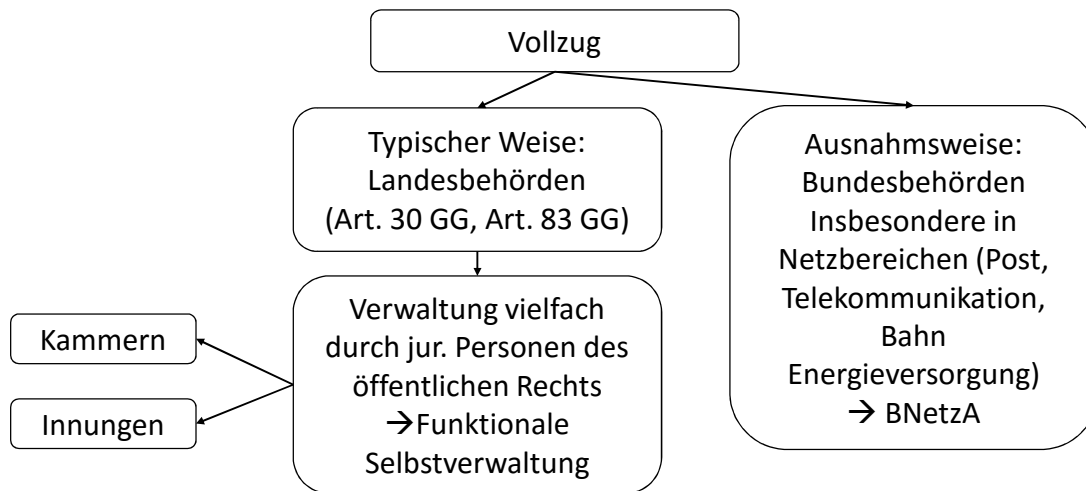 Vollzug
Typischer Weise:
Landesbehörden
(Art. 30 GG, Art. 83 GG)
Ausnahmsweise:
Bundesbehörden
Insbesondere in
Netzbereichen (Post,
Telekommunikation,
Bahn
Energieversorgung)
→ BNetzA
Verwaltung vielfach
durch jur. Personen des
öffentlichen Rechts
→Funktionale
Selbstverwaltung
Kammern
Innungen